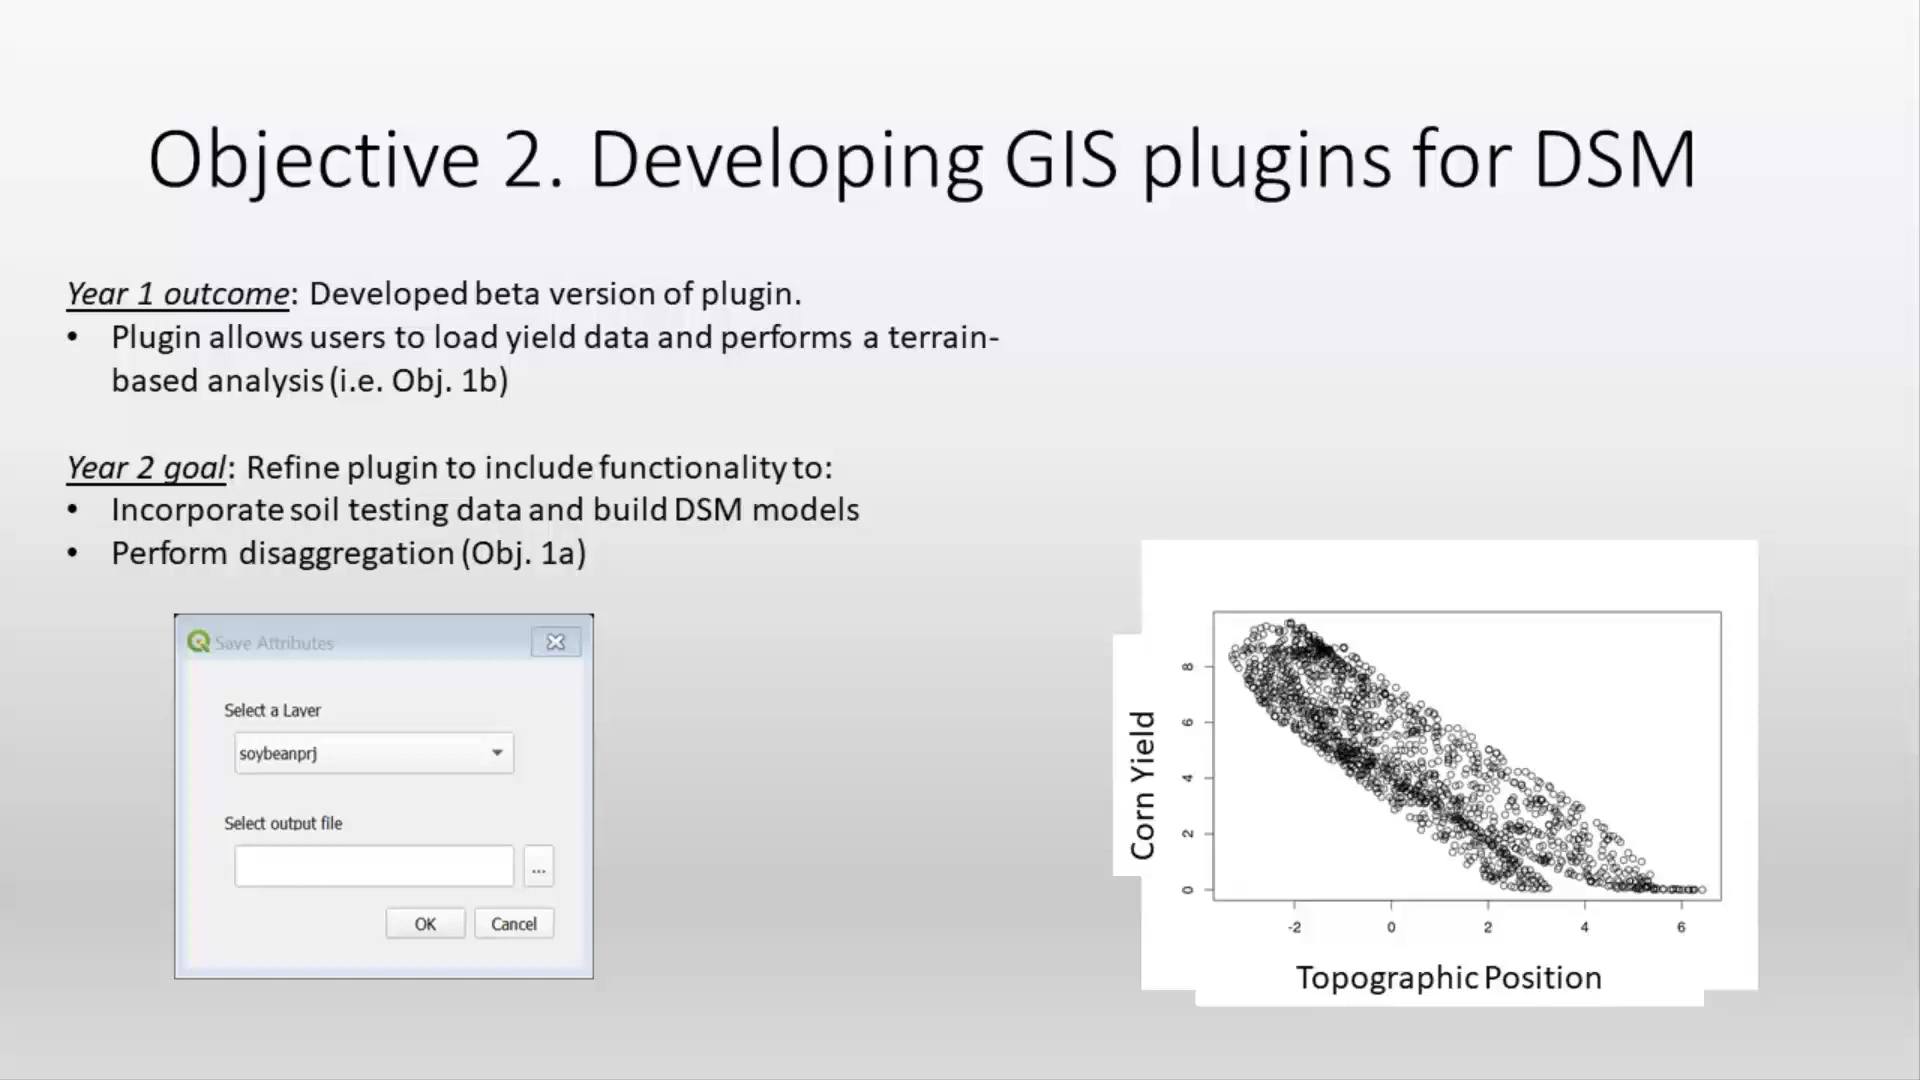 Objective 2. Developing GIS plugins for DSM
Year 1 outcome: Developed beta version of plugin.
• Plugin allows users to load yield data and performs a terrain-
based analysis (i.e. Obj. 1b)
Year 2 goal: Refine plugin to include functionality to:
• Incorporate soil testing data and build DSM models
• Perform disaggregation (Obj. 1a)
Save Attributes
Select a Layer
soybeanprj
Select output file
...
OK Cancel
Corn Yield
8
6
4
2
0
-2 0 2 4 6
Topographic Position